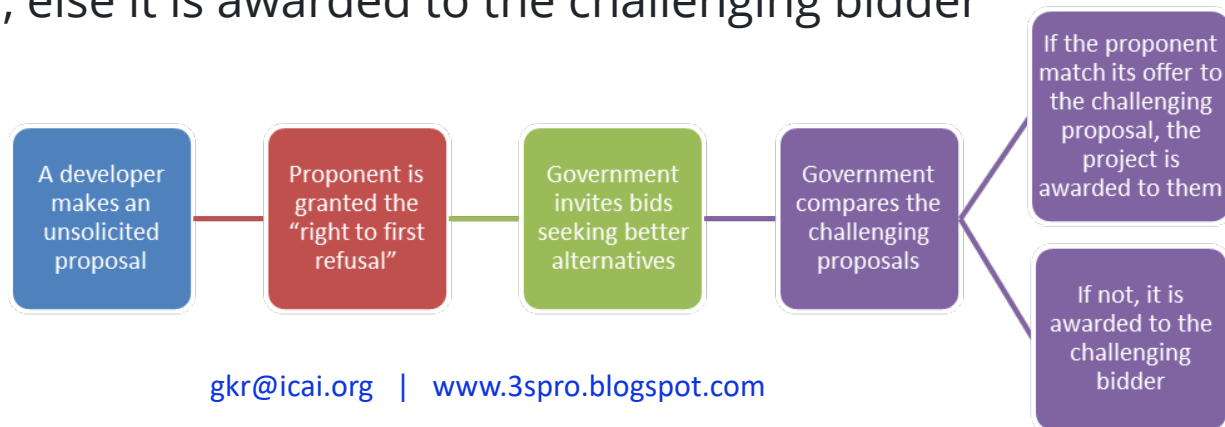 , else it is awarded to the challenging bidder
A developer
makes an
unsolicited
proposal
Proponent is
granted the
“right to first
refusal”
Government
invites bids
seeking better
alternatives
Government
compares the
challenging
proposals
If the proponent
match its offer to
the challenging
proposal, the
project is
awarded to them
If not, it is
awarded to the
challenging
bidder
gkr@icai.org | www.3spro.blogspot.com